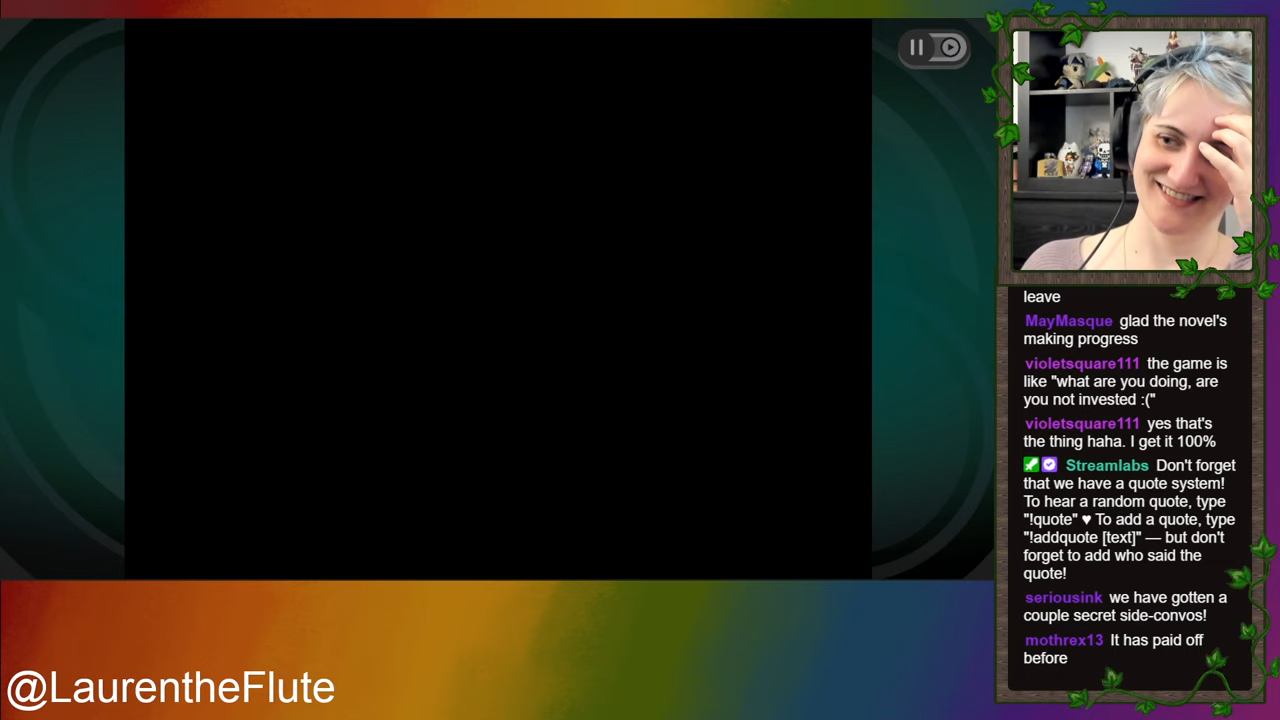 leave
MayMasque glad the novel's
making progress
violetsquare111 the game is
like "what are you doing, are
you not invested :("
violetsquare111 yes that's
the thing haha. I get it 100%
Streamlabs Don't forget
that we have a quote system!
To hear a random quote, type
"!quote" ♥ To add a quote, type
"!addquote [text]" — but don't
forget to add who said the
quote!
seriousink we have gotten a
couple secret side-convos!
mothrex13 It has paid off
before
@LaurentheFlute